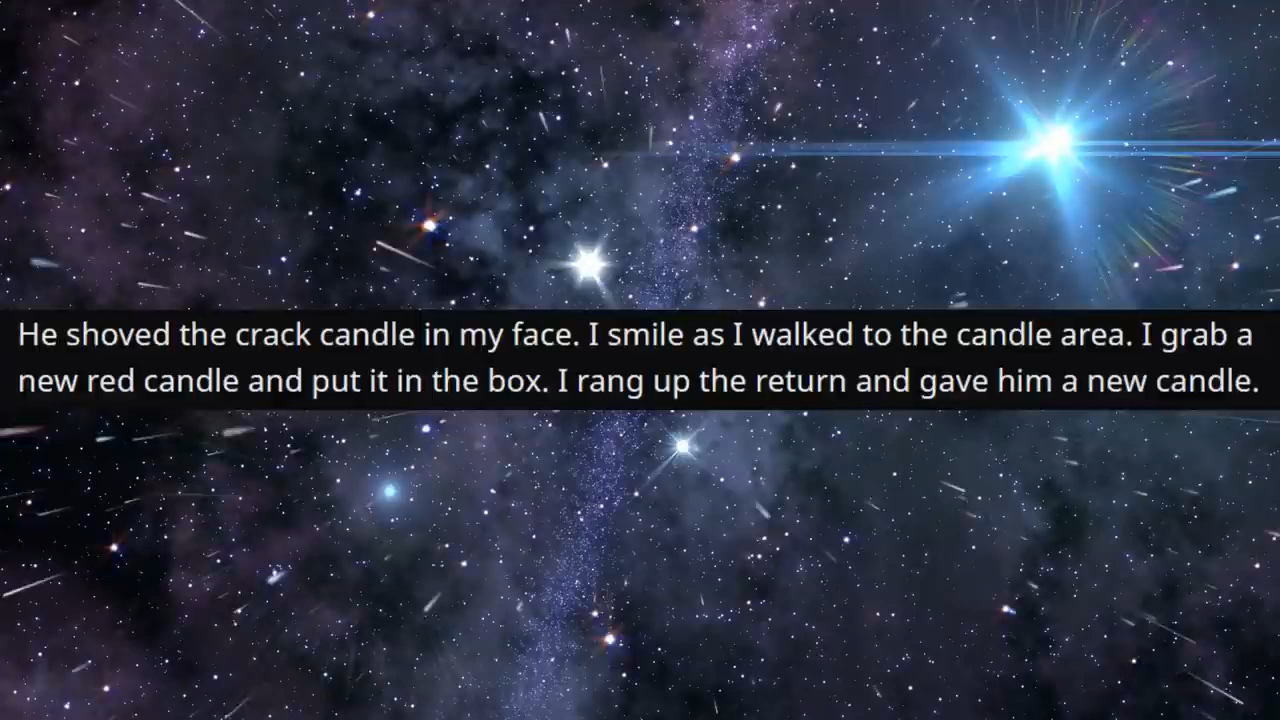 He shoved the crack candle in my face. I smile as I walked to the candle area. I grab a
new red candle and put it in the box. I rang up the return and gave him a new candle.